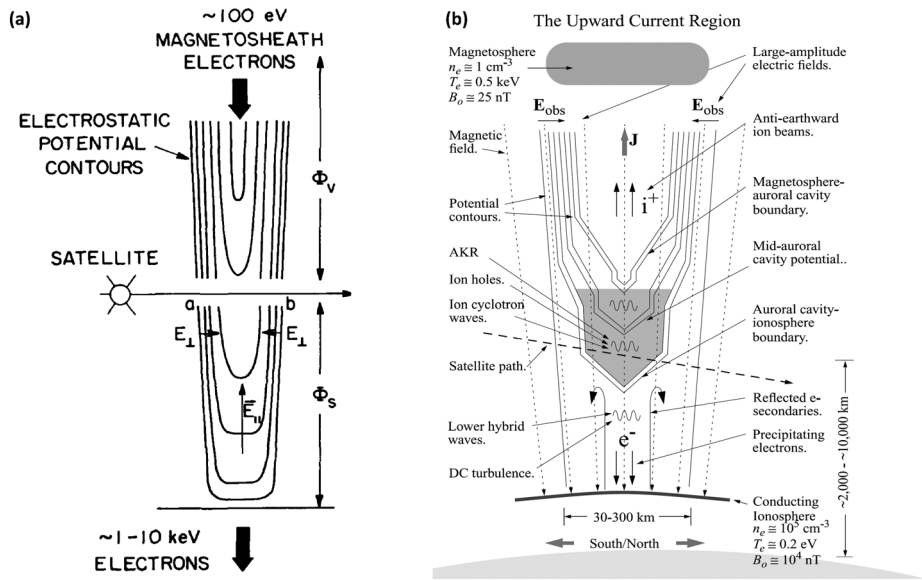 (a)
~100 eV
MAGNETOSHEATH
ELECTRONS
ELECTROSTATIC
POTENTIAL
CONTOURS
Φv
SATELLITE
a
b
E⊥
E⊥
E||
Φs
~1-10 keV
ELECTRONS
(b)
The Upward Current Region
Magnetosphere
ne ≅ 1 cm-3
Te ≅ 0.5 keV
Bo ≅ 25 nT
Large-amplitude
electric fields.
Eobs
Eobs
Magnetic
field.
J
Anti-earthward
ion beams.
i+
Potential
contours.
Magnetosphere-
auroral cavity
boundary.
AKR
Mid-auroral
cavity potential..
Ion holes.
Ion cyclotron
waves.
Auroral cavity-
ionosphere
boundary.
Satellite path.
Reflected e-
secondaries.
Lower hybrid
waves.
e-
Precipitating
electrons.
DC turbulence.
~2,000 - ~10,000 km
Conducting
Ionosphere
ne ≅ 105 cm-3
Te ≅ 0.2 eV
Bo ≅ 104 nT
30-300 km
South/North